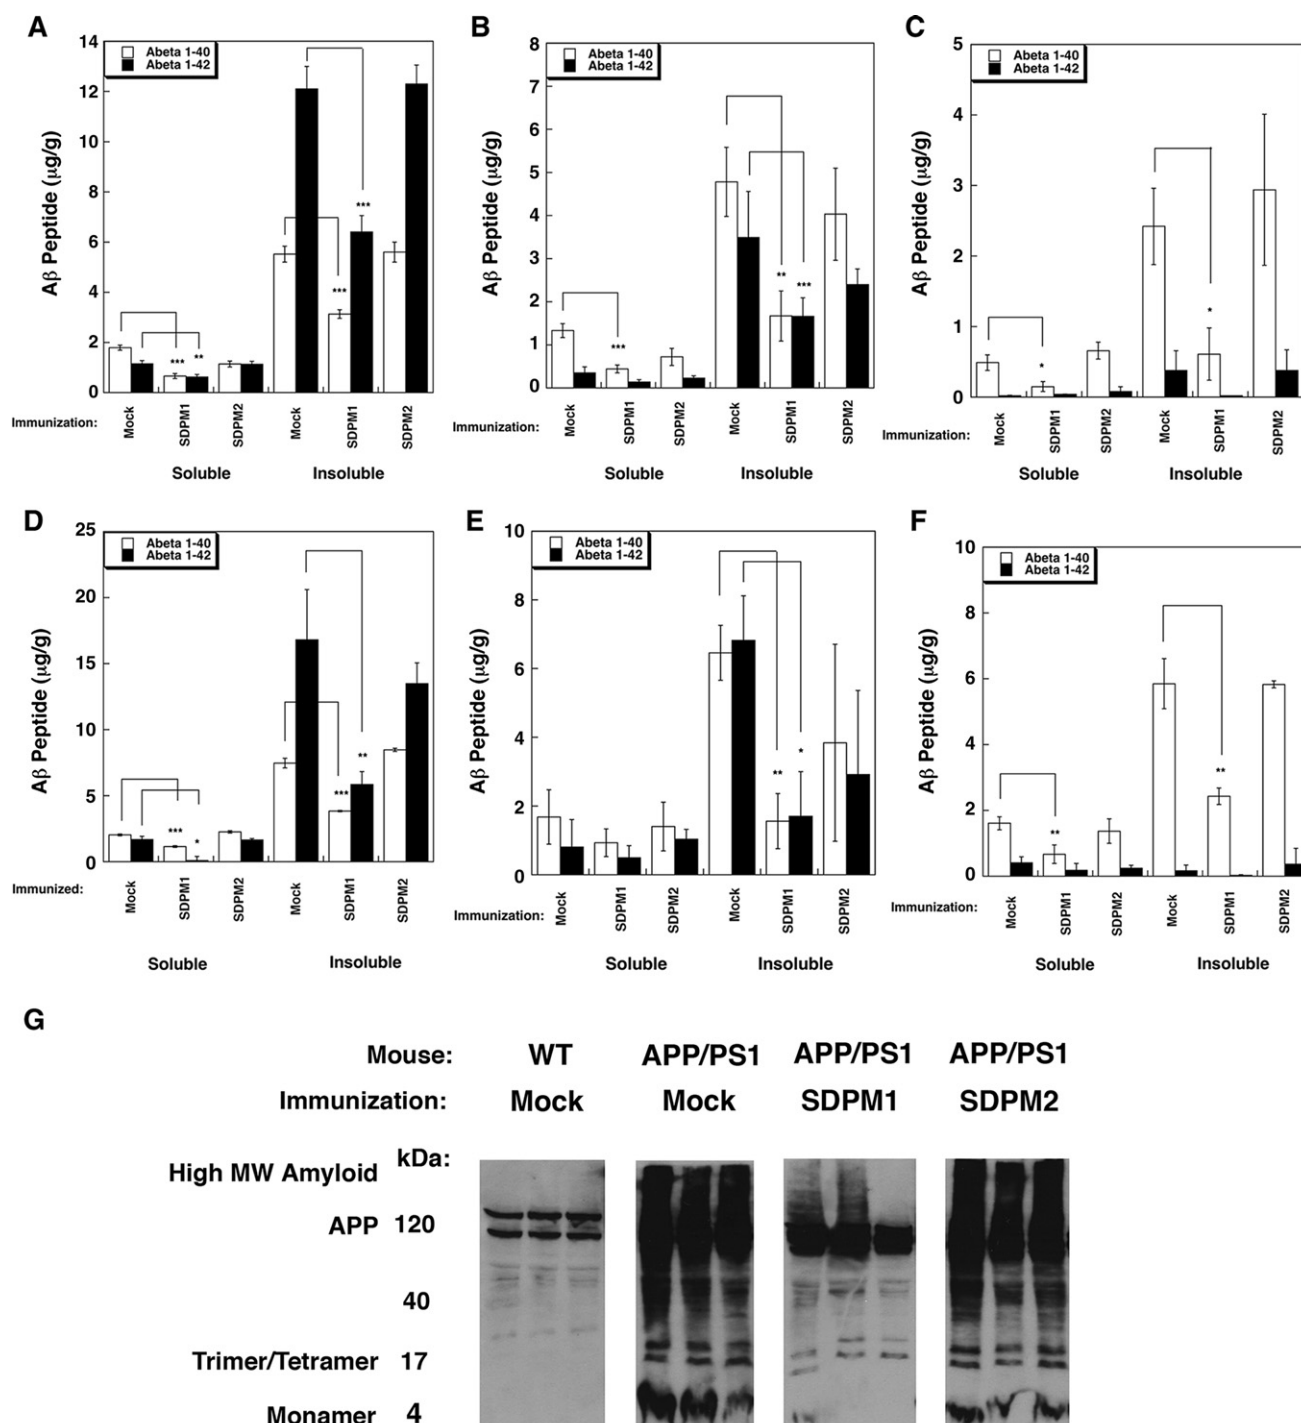 A
14
12
10
8
6
4
2
0
Aβ Peptide (μg/g)
Abeta 1-40
Abeta 1-42
*** ** *** ***
Immunization: Mock SDPM1 SDPM2 Mock SDPM1 SDPM2
Soluble Insoluble
B
8
7
6
5
4
3
2
1
0
Aβ Peptide (μg/g)
Abeta 1-40
Abeta 1-42
*** ** ***
Immunization: Mock SDPM1 SDPM2 Mock SDPM1 SDPM2
Soluble Insoluble
C
5
4
3
2
1
0
Aβ Peptide (μg/g)
Abeta 1-40
Abeta 1-42
* *
Immunization: Mock SDPM1 SDPM2 Mock SDPM1 SDPM2
Soluble Insoluble
D
25
20
15
10
5
0
Aβ Peptide (μg/g)
Abeta 1-40
Abeta 1-42
*** * *** **
Immunized: Mock SDPM1 SDPM2 Mock SDPM1 SDPM2
Soluble Insoluble
E
10
8
6
4
2
0
Aβ Peptide (μg/g)
Abeta 1-40
Abeta 1-42
** *
Immunization: Mock SDPM1 SDPM2 Mock SDPM1 SDPM2
Soluble Insoluble
F
10
8
6
4
2
0
Aβ Peptide (μg/g)
Abeta 1-40
Abeta 1-42
** **
Immunization: Mock SDPM1 SDPM2 Mock SDPM1 SDPM2
Soluble Insoluble
G
Mouse: WT APP/PS1 APP/PS1 APP/PS1
Immunization: Mock Mock SDPM1 SDPM2
kDa:
High MW Amyloid
APP 120
40
Trimer/Tetramer 17
Monamer 4